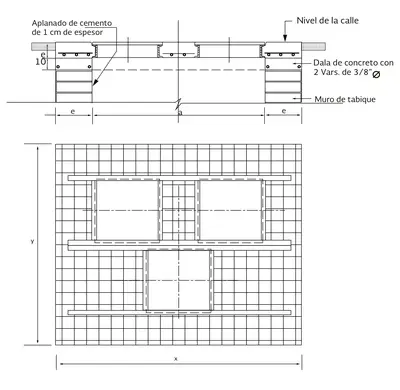 Aplanado de cemento
de 1 cm de espesor
Nivel de la calle
Dala de concreto con
2 Vars. de 3/8"Ø
Muro de tabique
10
e
a
e
y
x